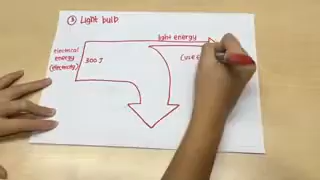 ③ Light bulb
light energy
electrical
energy
(electricity)
300 J